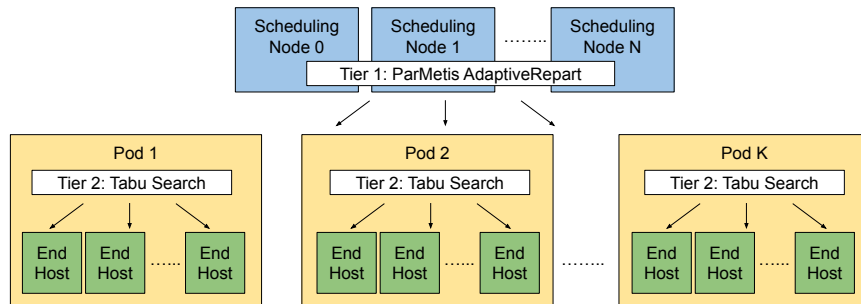 Scheduling Node 0
Scheduling Node 1
........
Scheduling Node N
Tier 1: ParMetis AdaptiveRepart
Pod 1
Tier 2: Tabu Search
End Host
End Host
......
End Host
Pod 2
Tier 2: Tabu Search
End Host
End Host
......
End Host
........
Pod K
Tier 2: Tabu Search
End Host
End Host
......
End Host